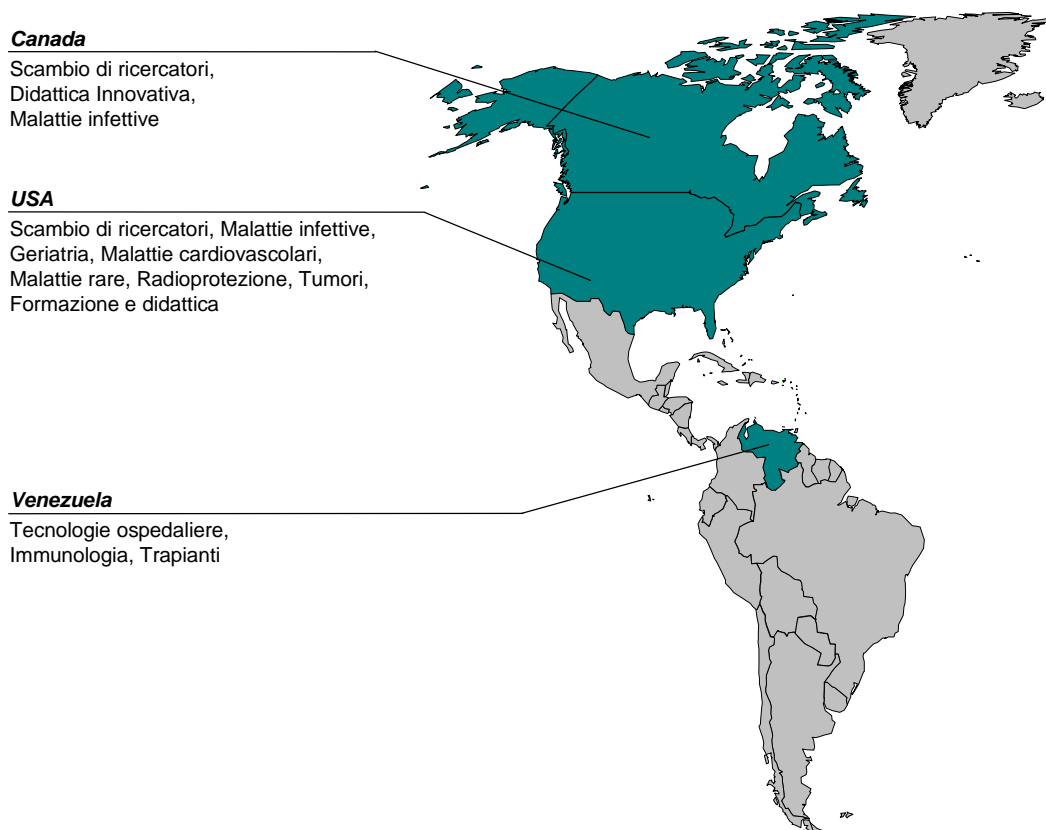 Canada
Scambio di ricercatori,
Didattica Innovativa,
Malattie infettive
USA
Scambio di ricercatori, Malattie infettive,
Geriatria, Malattie cardiovascolari,
Malattie rare, Radioprotezione, Tumori,
Formazione e didattica
Venezuela
Tecnologie ospedaliere,
Immunologia, Trapianti